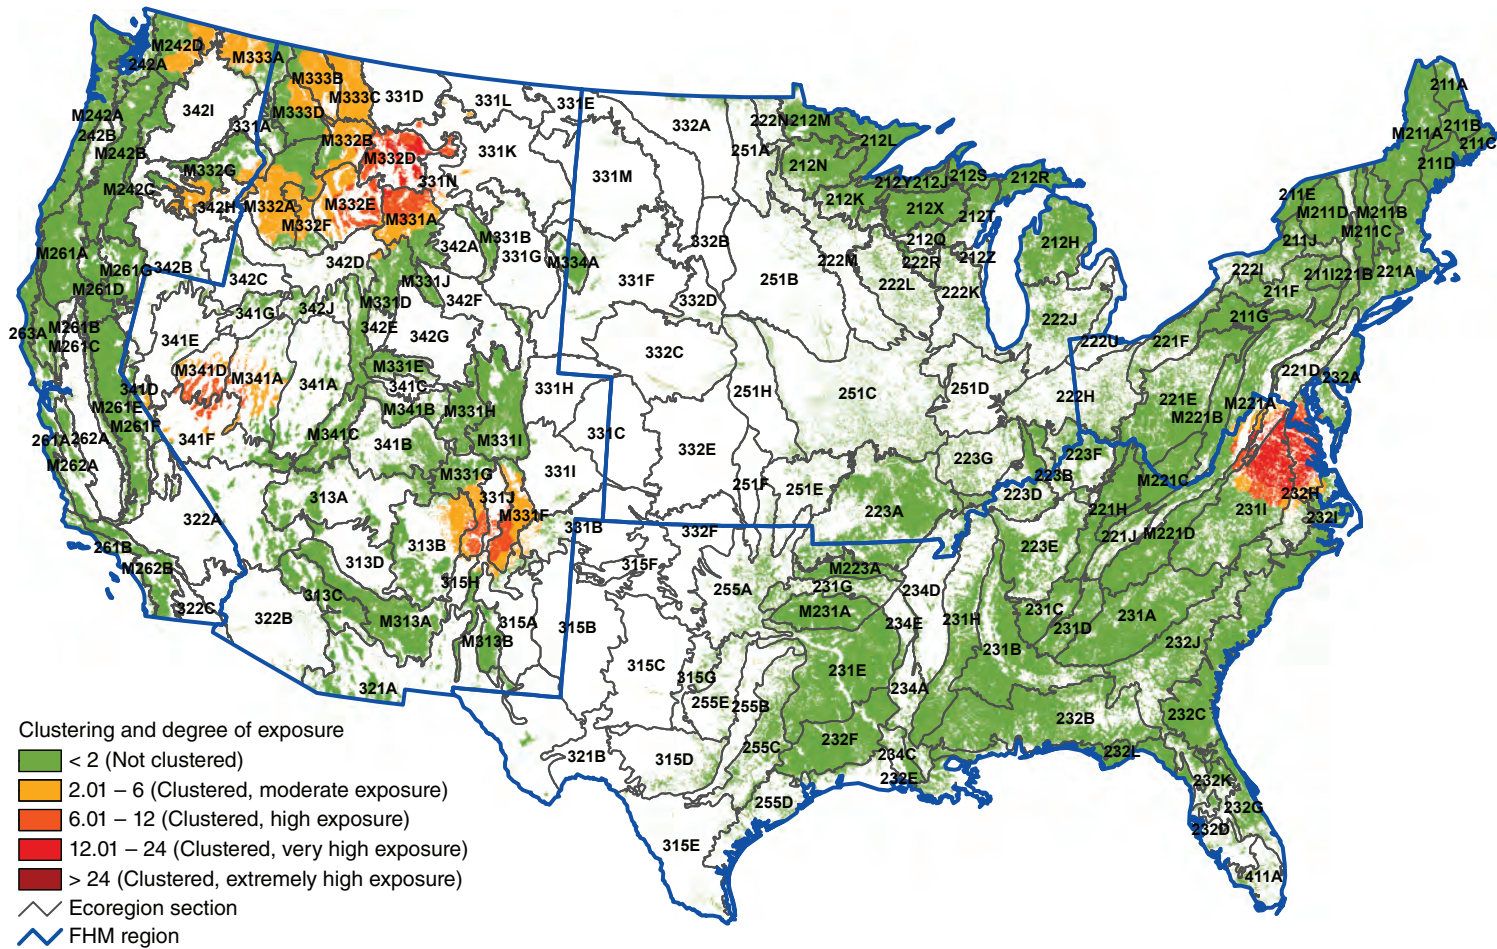 M242D
M333A
242A
M333B
M333C
331D
331L
331E
342I
M333D
331A
M242A
242B
M242B
M332B
M332D
331K
332A
222N
212M
251A
212L
212N
211A
M211A
211B
211C
211D
M332G
M242C
342H
M332A
M332F
M332E
331N
M331A
331M
212K
212Y
212J
212S
212R
212X
212T
212Q
222R
212Z
212H
211E
M211D
M211B
M211C
211J
M261A
M261G
342B
M261D
342C
342D
342A
M331B
331G
M334A
332B
331F
332D
251B
222M
222L
222K
222J
222I
211I
221B
221A
211F
211G
M331J
342F
M331D
342J
341G
342E
342G
263A
M261B
M261C
341E
M341D
M341A
341D
341A
M331E
341C
M341B
M331H
331H
332C
251H
251C
251D
222H
222U
221F
221D
232A
221E
M221B
M221A
M261E
M261F
261A
262A
M262A
341F
M341C
341B
M331I
331C
332E
331I
M331G
331J
M331F
251F
251E
223G
223F
223B
223D
M221C
232H
232I
231I
313A
322A
313B
331B
332F
223A
221H
221J
M221D
223E
261B
M262B
322C
313D
313C
315H
315F
255A
M223A
231G
M231A
234D
234E
231H
231C
231D
231A
232J
322B
M313A
M313B
315A
315B
315C
315G
255E
255B
231E
234A
231B
232B
232C
321A
321B
315D
255C
232F
234C
232E
232L
232K
232G
232D
255D
315E
411A
Clustering and degree of exposure
< 2 (Not clustered)
2.01 – 6 (Clustered, moderate exposure)
6.01 – 12 (Clustered, high exposure)
12.01 – 24 (Clustered, very high exposure)
> 24 (Clustered, extremely high exposure)
Ecoregion section
FHM region